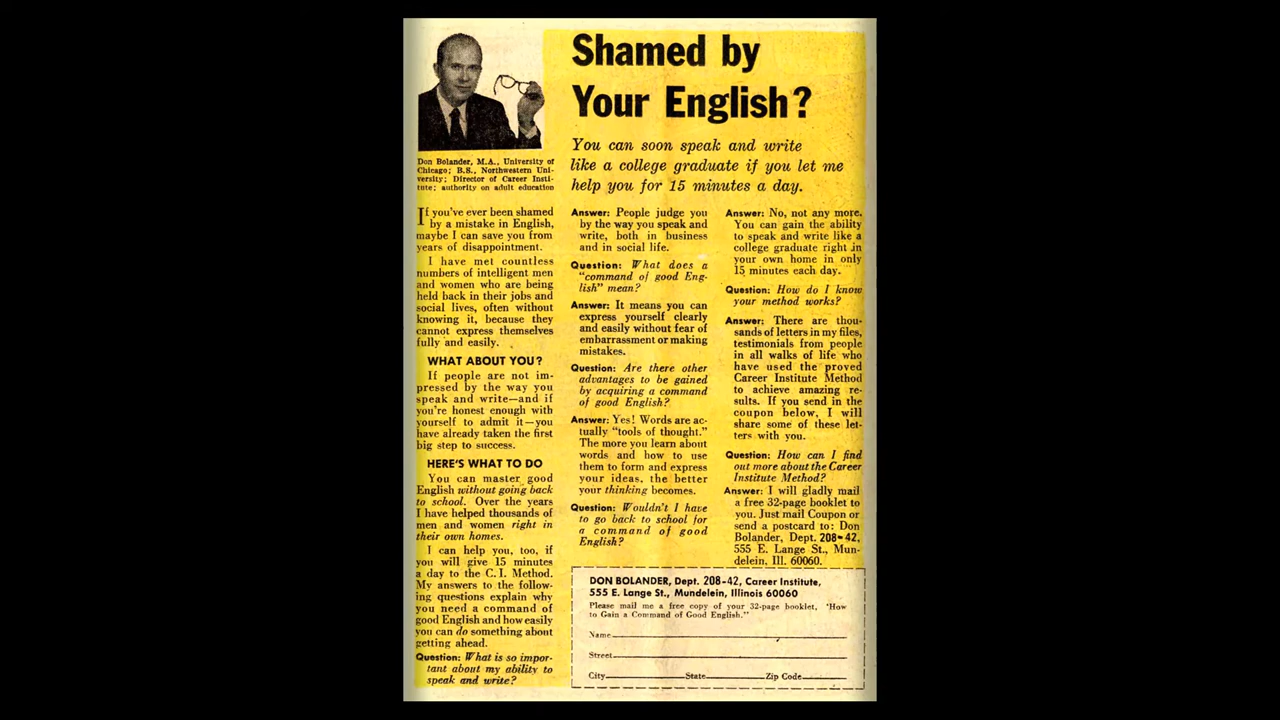 Shamed by
Your English?
You can soon speak and write
like a college graduate if you let me
help you for 15 minutes a day.
Don Bolander, M.A., University of
Chicago; B.S., Northwestern Uni-
versity; Director of Career Insti-
tute; authority on adult education
If you've ever been shamed
by a mistake in English,
maybe I can save you from
years of disappointment.
I have met countless
numbers of intelligent men
and women who are being
held back in their jobs and
social lives, often without
knowing it, because they
cannot express themselves
fully and easily.
WHAT ABOUT YOU?
If people are not im-
pressed by the way you
speak and write—and if
you're honest enough with
yourself to admit it—you
have already taken the first
big step to success.
HERE'S WHAT TO DO
You can master good
English without going back
to school. Over the years
I have helped thousands of
men and women right in
their own homes.
I can help you, too, if
you will give 15 minutes
a day to the C.I. Method.
My answers to the follow-
ing questions explain why
you need a command of
good English and how easily
you can do something about
getting ahead.
Question: What is so impor-
tant about my ability to
speak and write?
Answer: People judge you
by the way you speak and
write, both in business
and in social life.
Question: What does a
"command of good Eng-
lish" mean?
Answer: It means you can
express yourself clearly
and easily without fear of
embarrassment or making
mistakes.
Question: Are there other
advantages to be gained
by acquiring a command
of good English?
Answer: Yes! Words are ac-
tually "tools of thought."
The more you learn about
words and how to use
them to form and express
your ideas, the better
your thinking becomes.
Question: Wouldn't I have
to go back to school for
a command of good
English?
Answer: No, not any more.
You can gain the ability
to speak and write like a
college graduate right in
your own home in only
15 minutes each day.
Question: How do I know
your method works?
Answer: There are thou-
sands of letters in my files,
testimonials from people
in all walks of life who
have used the proved
Career Institute Method
to achieve amazing re-
sults. If you send in the
coupon below, I will
share some of these let-
ters with you.
Question: How can I find
out more about the Career
Institute Method?
Answer: I will gladly mail
a free 32-page booklet to
you. Just mail Coupon or
send a postcard to: Don
Bolander, Dept. 208-42,
555 E. Lange St., Mun-
delein, Ill. 60060.
DON BOLANDER, Dept. 208-42, Career Institute,
555 E. Lange St., Mundelein, Illinois 60060
Please mail me a free copy of your 32-page booklet, 'How
to Gain a Command of Good English."
Name
Street
City State Zip Code